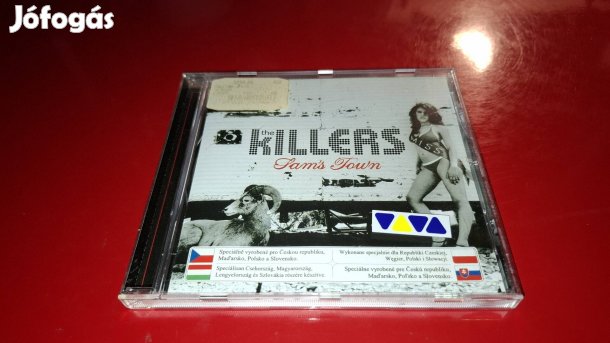 Jófogás
the
KILLERS
Sam's Town
MISS
VIVA
Speciálně vyrobené pro Českou republiku,
Maďarsko, Polsko a Slovensko.
Speciálisan Csehország, Magyarország,
Lengyelország és Szlovákia részére készítve.
Wykonane specjalnie dla Republiki Czeskiej,
Węgier, Polski i Słowacji.
Špeciálne vyrobené pre Českú republiku,
Maďarsko, Poľsko a Slovensko.